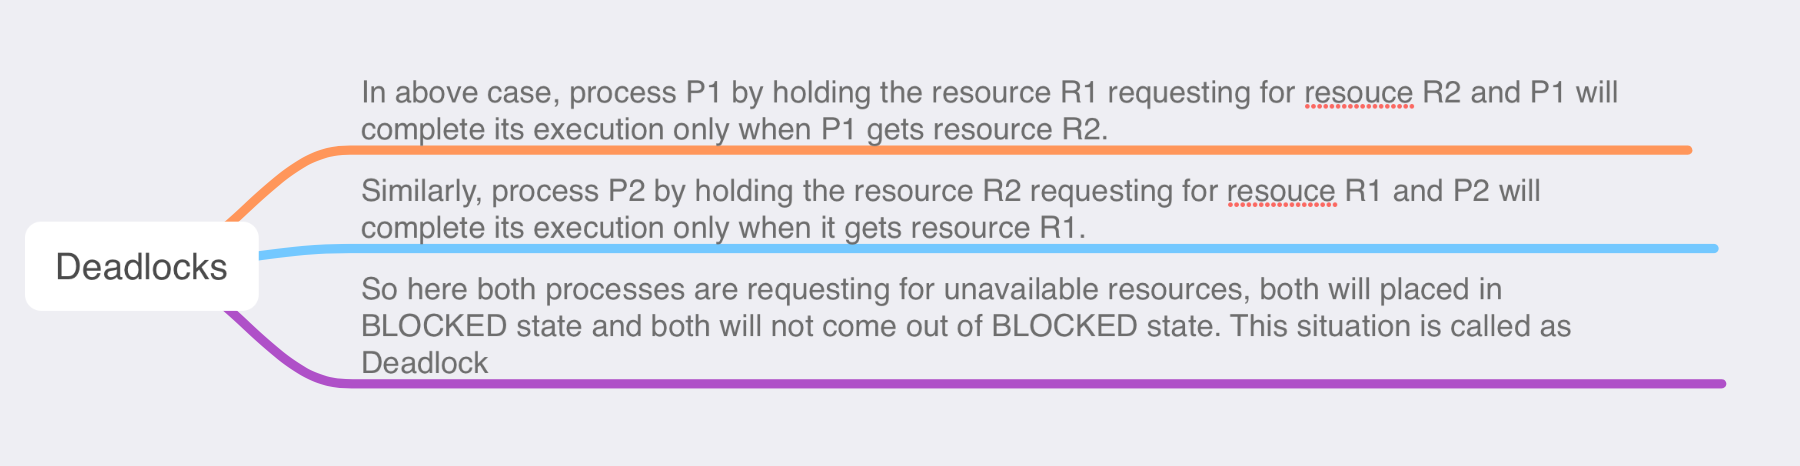 In above case, process P1 by holding the resource R1 requesting for resouce R2 and P1 will
complete its execution only when P1 gets resource R2.
Similarly, process P2 by holding the resource R2 requesting for resouce R1 and P2 will
complete its execution only when it gets resource R1.
Deadlocks
So here both processes are requesting for unavailable resources, both will placed in
BLOCKED state and both will not come out of BLOCKED state. This situation is called as
Deadlock